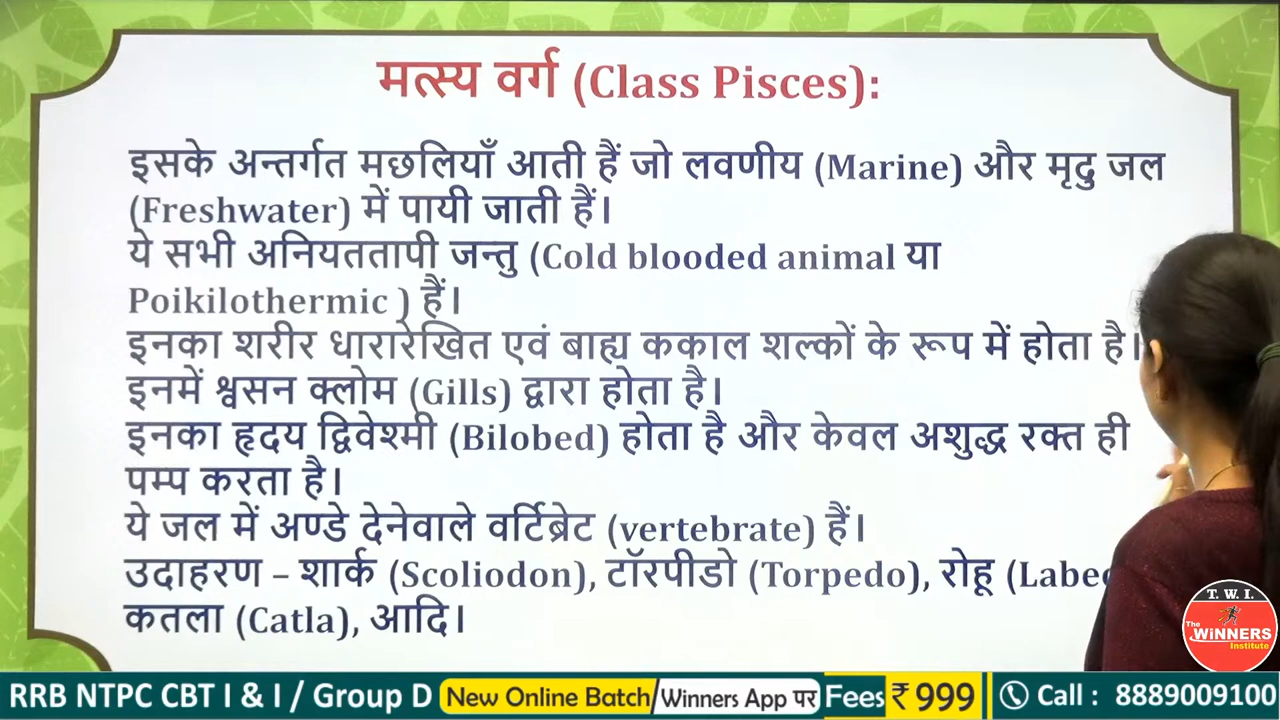 मत्स्य वर्ग (Class Pisces):
इसके अन्तर्गत मछलियाँ आती हैं जो लवणीय (Marine) और मृदु जल
(Freshwater) में पायी जाती हैं।
ये सभी अनियततापी जन्तु (Cold blooded animal या
Poikilothermic ) हैं।
इनका शरीर धारारेखित एवं बाह्य ककाल शल्कों के रूप में होता है।
इनमें श्वसन क्लोम (Gills) द्वारा होता है।
इनका हृदय द्विवेश्मी (Bilobed) होता है और केवल अशुद्ध रक्त ही
पम्प करता है।
ये जल में अण्डे देनेवाले वर्टिब्रेट (vertebrate) हैं।
उदाहरण – शार्क (Scoliodon), टॉरपीडो (Torpedo), रोहू
कतला (Catla), आदि।
T. W. I.
The
WiNNERS
Institute
RRB NTPC CBT I & I / Group D New Online Batch/Winners App पर Fees ₹ 999 Call : 8889009100